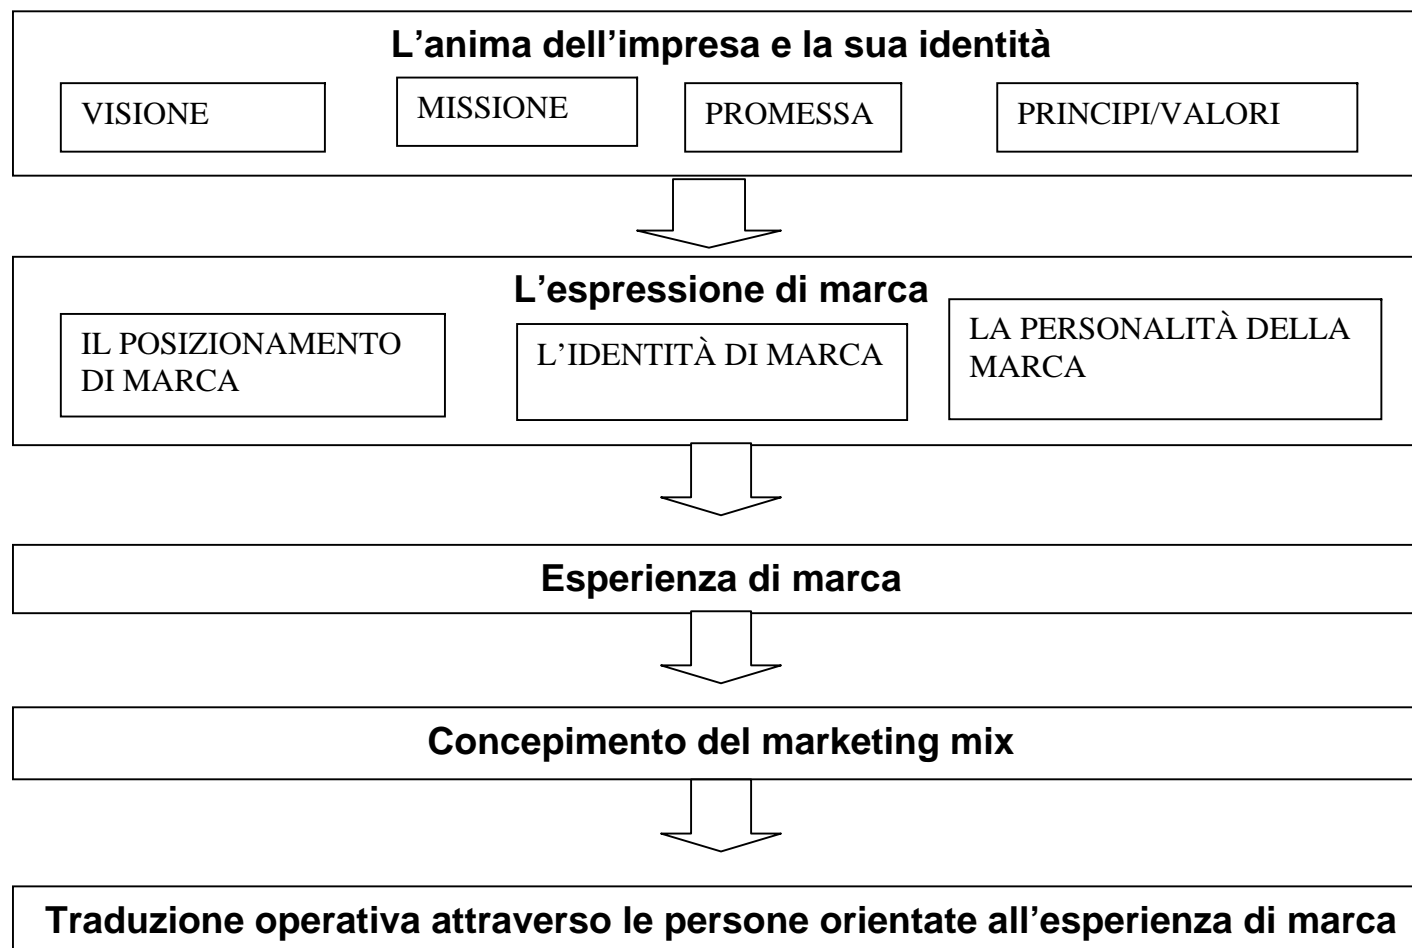 L’anima dell’impresa e la sua identità
VISIONE
MISSIONE
PROMESSA
PRINCIPI/VALORI
L’espressione di marca
IL POSIZIONAMENTO
DI MARCA
L’IDENTITÀ DI MARCA
LA PERSONALITÀ DELLA
MARCA
Esperienza di marca
Concepimento del marketing mix
Traduzione operativa attraverso le persone orientate all’esperienza di marca